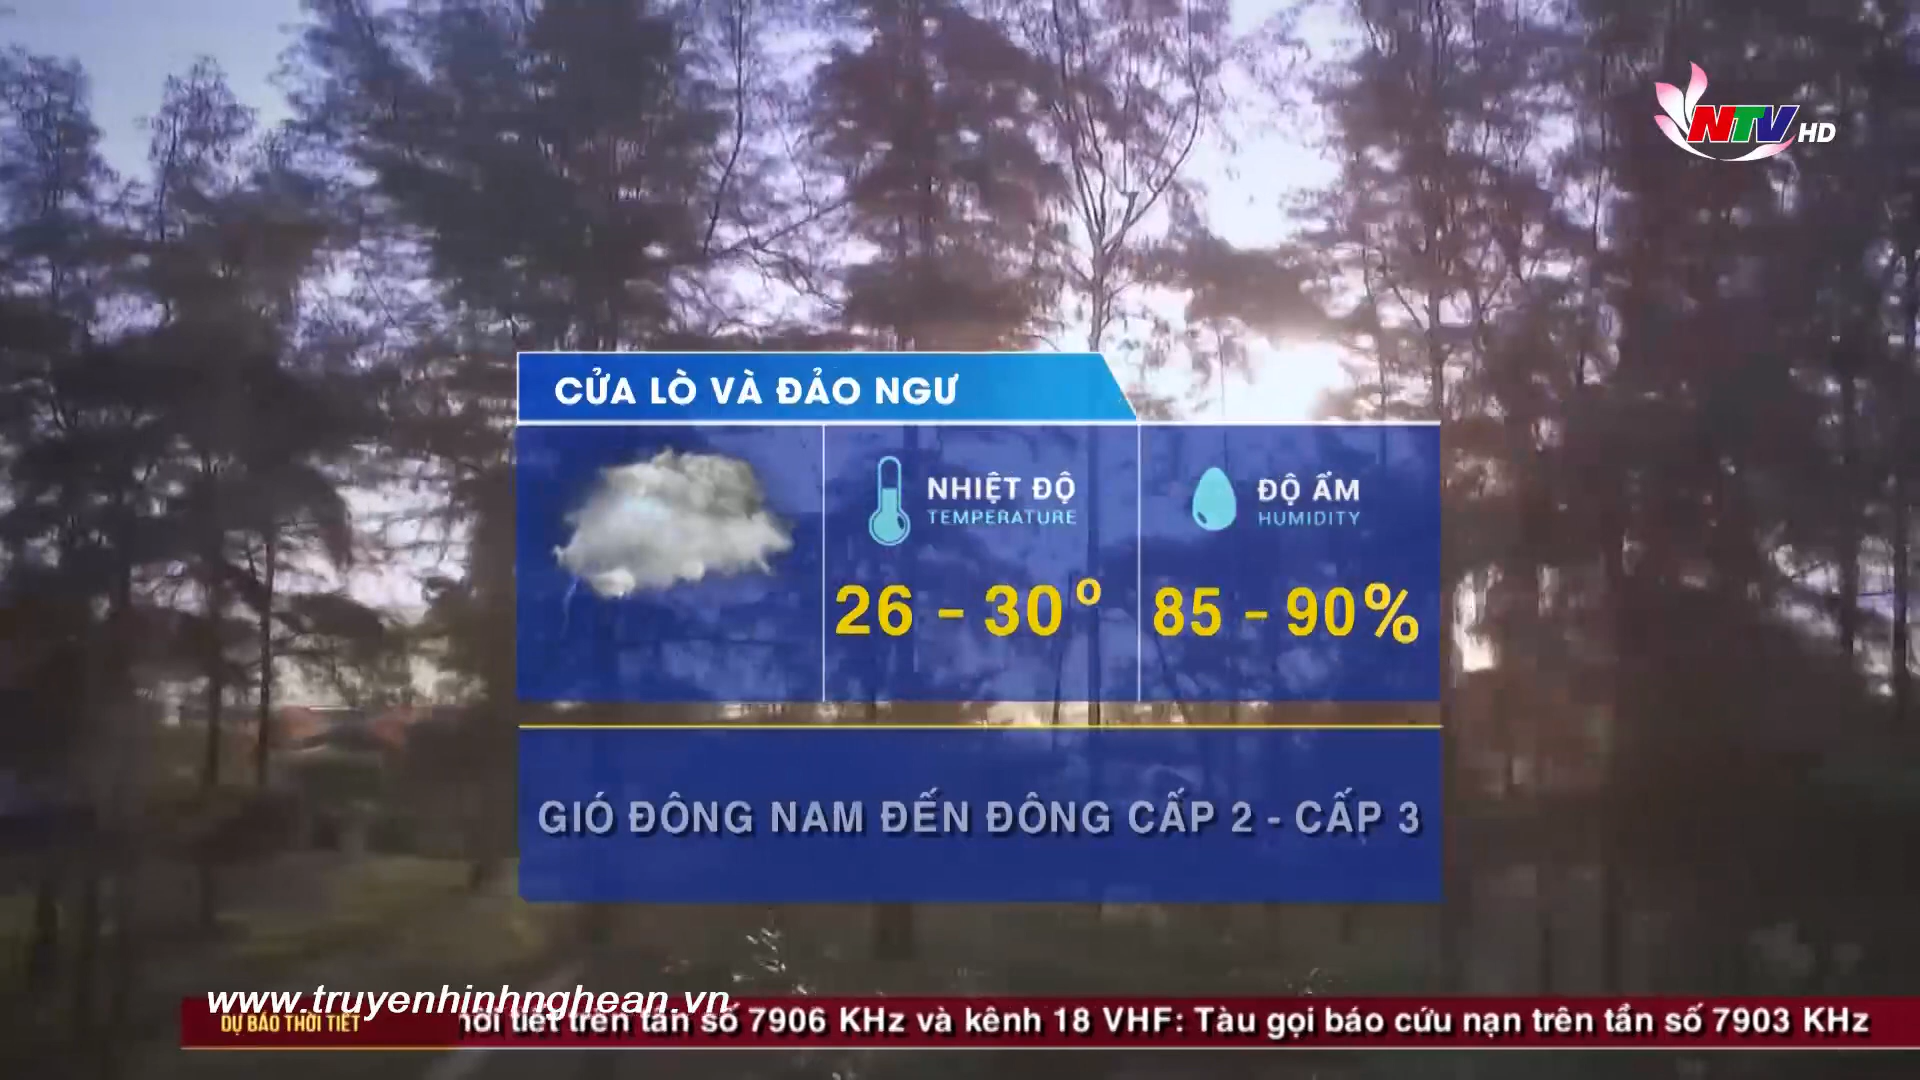 NTV HD
CỬA LÒ VÀ ĐẢO NGƯ
NHIỆT ĐỘ
TEMPERATURE
26 - 30°
ĐỘ ẨM
HUMIDITY
85 - 90%
GIÓ ĐÔNG NAM ĐẾN ĐÔNG CẤP 2 - CẤP 3
www.truyenhinhnghean.vn
DỰ BÁO THỜI TIẾT
tiết trên tần số 7906 KHz và kênh 18 VHF: Tàu gọi báo cứu nạn trên tần số 7903 KHz